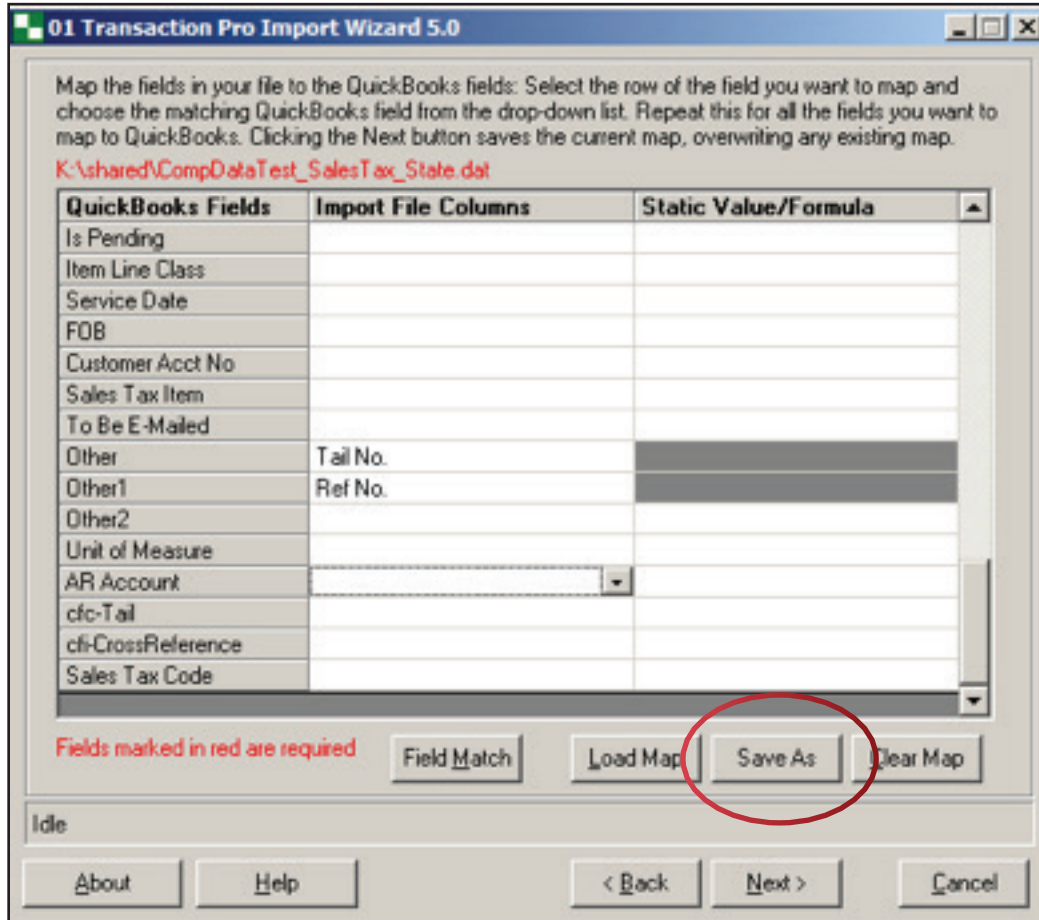 01 Transaction Pro Import Wizard 5.0
Map the fields in your file to the QuickBooks fields: Select the row of the field you want to map and
choose the matching QuickBooks field from the drop-down list. Repeat this for all the fields you want to
map to QuickBooks. Clicking the Next button saves the current map, overwriting any existing map.
K:\shared\CompDataTest_SalesTax_State.dat
QuickBooks Fields Import File Columns Static Value/Formula
Is Pending
Item Line Class
Service Date
FOB
Customer Acct No
Sales Tax Item
To Be E-Mailed
Other Tail No.
Other1 Ref No.
Other2
Unit of Measure
AR Account
cfc-Tail
cfi-CrossReference
Sales Tax Code
Fields marked in red are required Field Match Load Map Save As Clear Map
Idle
About Help < Back Next > Cancel